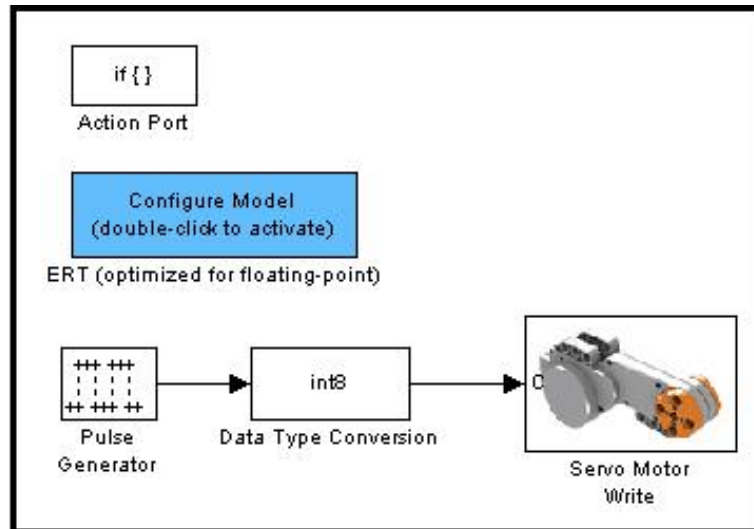 if { }
Action Port
Configure Model
(double-click to activate)
ERT (optimized for floating-point)
int8
Pulse
Generator
Data Type Conversion
Servo Motor
Write